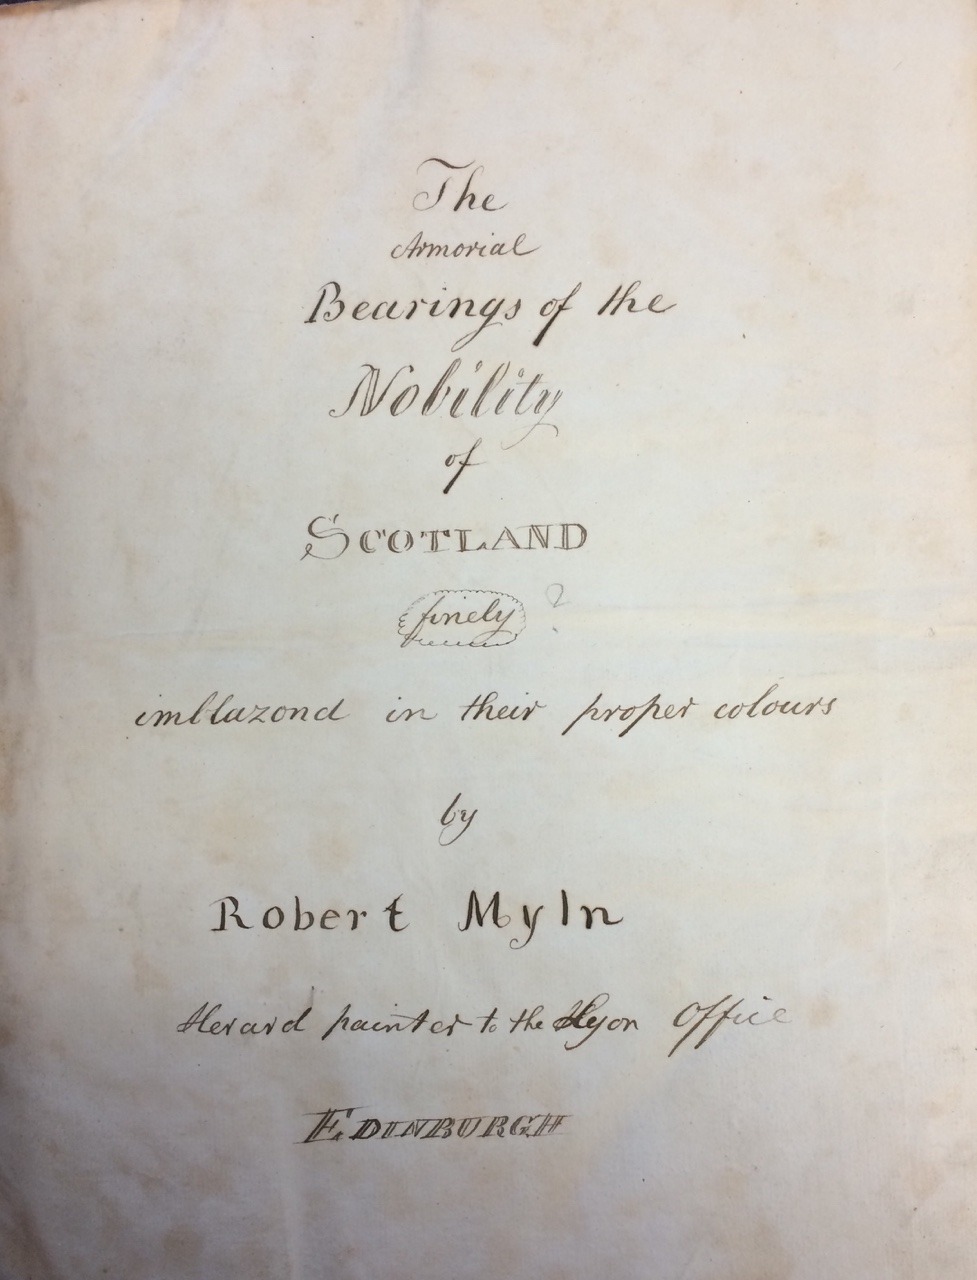 The
Armorial
Bearings of the
Nobility
of
SCOTLAND
finely ?
imblazond in their proper colours
by
Robert Myln
Herard painter to the Lyon Office
EDINBURGH